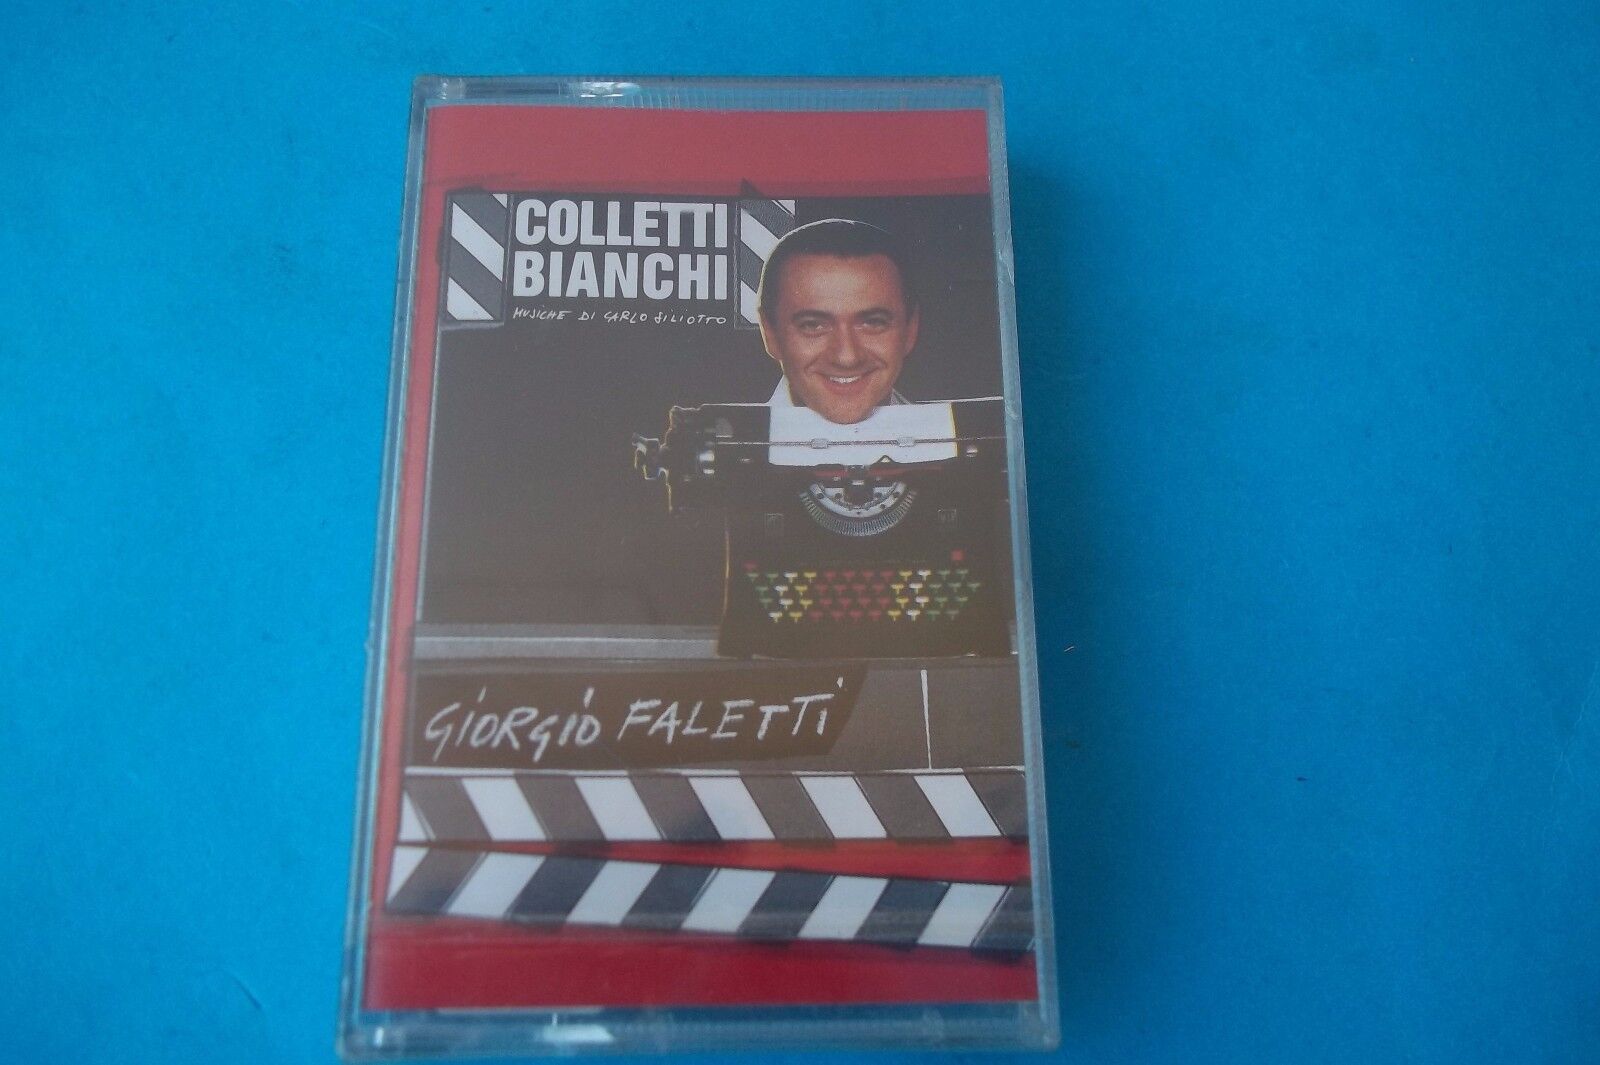 COLLETTI
BIANCHI
MUSICHE DI CARLO SILIOTTO
GiORGiO FALETTi